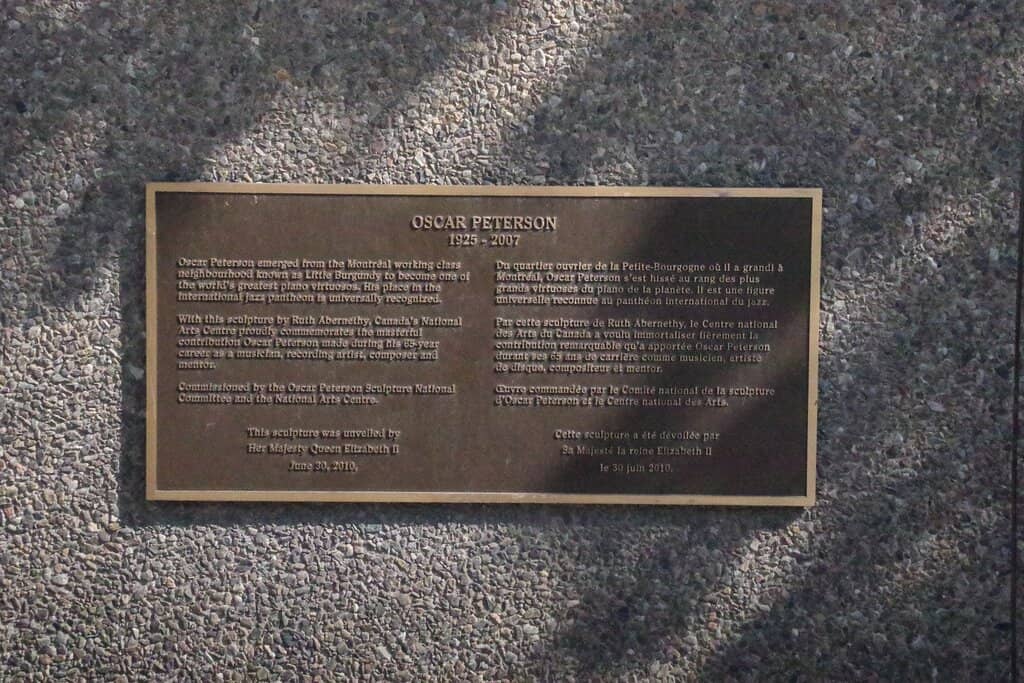 OSCAR PETERSON
1925 - 2007
Oscar Peterson emerged from the Montréal working class
neighbourhood known as Little Burgundy to become one of
the world's greatest piano virtuosos. His place in the
international jazz pantheon is universally recognized.
With this sculpture by Ruth Abernethy, Canada's National
Arts Centre proudly commemorates the masterful
contribution Oscar Peterson made during his 65-year
career as a musician, recording artist, composer and
mentor.
Commissioned by the Oscar Peterson Sculpture National
Committee and the National Arts Centre.
This sculpture was unveiled by
Her Majesty Queen Elizabeth II
June 30, 2010.
Du quartier ouvrier de la Petite-Bourgogne où il a grandi à
Montréal, Oscar Peterson s'est hissé au rang des plus
grands virtuoses du piano de la planète. Il est une figure
universelle reconnue au panthéon international du jazz.
Par cette sculpture de Ruth Abernethy, le Centre national
des Arts du Canada a voulu immortaliser fièrement la
contribution remarquable qu'a apportée Oscar Peterson
durant ses 65 ans de carrière comme musicien, artiste
de disque, compositeur et mentor.
Œuvre commandée par le Comité national de la sculpture
d'Oscar Peterson et le Centre national des Arts.
Cette sculpture a été dévoilée par
Sa Majesté la reine Elizabeth II
le 30 juin 2010.